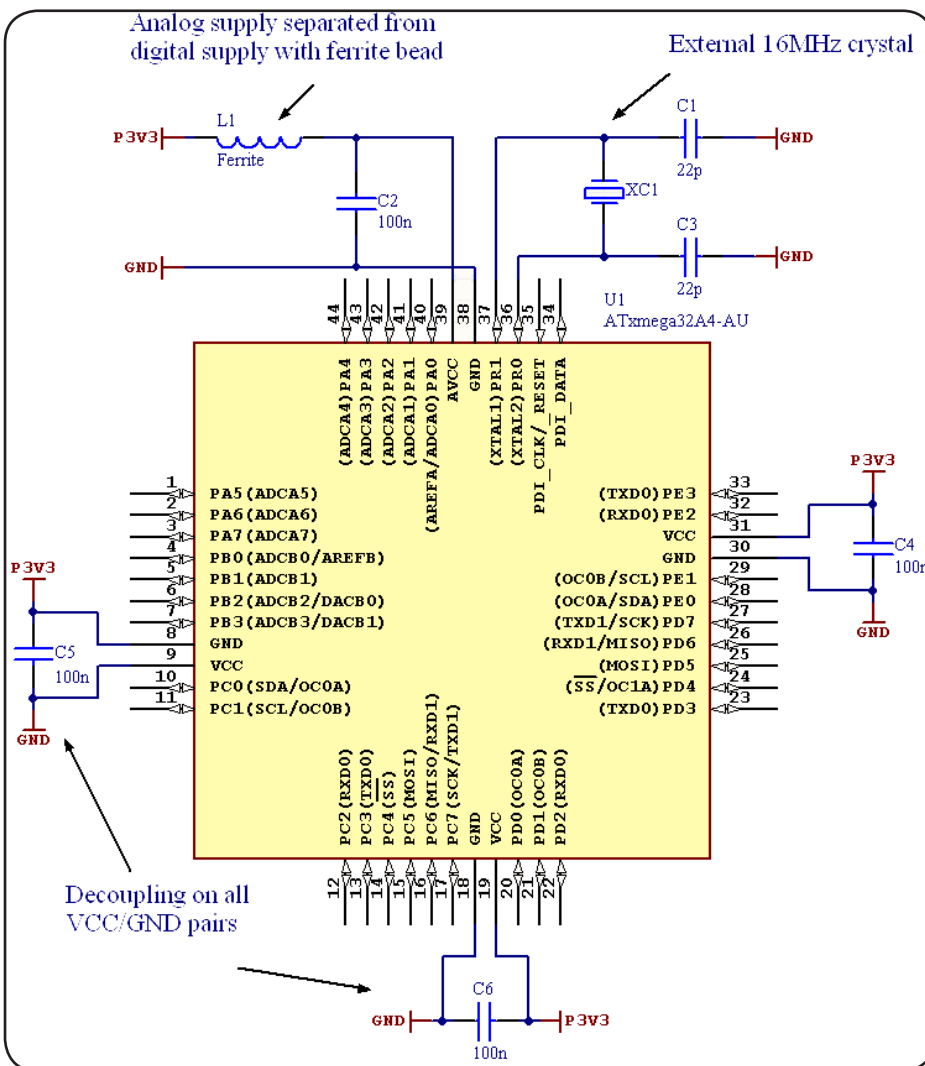 Analog supply separated from
digital supply with ferrite bead
External 16MHz crystal
L1
P3V3
Ferrite
C2
100n
GND
C1
GND
22p
XC1
C3
GND
22p
U1
ATxmega32A4-AU
44
43
42
41
40
39
38
37
36
35
34
(ADCA4)PA4
(ADCA3)PA3
(ADCA2)PA2
(ADCA1)PA1
(AREFA/ADCA0)PA0
AVCC
GND
(XTAL1)PR1
(XTAL2)PR0
PDI_CLK/_RESET
PDI_DATA
1 PA5(ADCA5)
2 PA6(ADCA6)
3 PA7(ADCA7)
4 PB0(ADCB0/AREFB)
5 PB1(ADCB1)
6 PB2(ADCB2/DACB0)
7 PB3(ADCB3/DACB1)
8 GND
9 VCC
10 PC0(SDA/OC0A)
11 PC1(SCL/OC0B)
P3V3
C5
100n
GND
(TXD0)PE3 33
(RXD0)PE2 32
VCC 31
GND 30
(OC0B/SCL)PE1 29
(OC0A/SDA)PE0 28
(TXD1/SCK)PD7 27
(RXD1/MISO)PD6 26
(MOSI)PD5 25
(SS/OC1A)PD4 24
(TXD0)PD3 23
P3V3
C4
100n
GND
PC2(RXD0)
PC3(TXD0)
PC4(SS)
PC5(MOSI)
PC6(MISO/RXD1)
PC7(SCK/TXD1)
GND
VCC
PD0(OC0A)
PD1(OC0B)
PD2(RXD0)
12
13
14
15
16
17
18
19
20
21
22
Decoupling on all
VCC/GND pairs
C6
GND
P3V3
100n